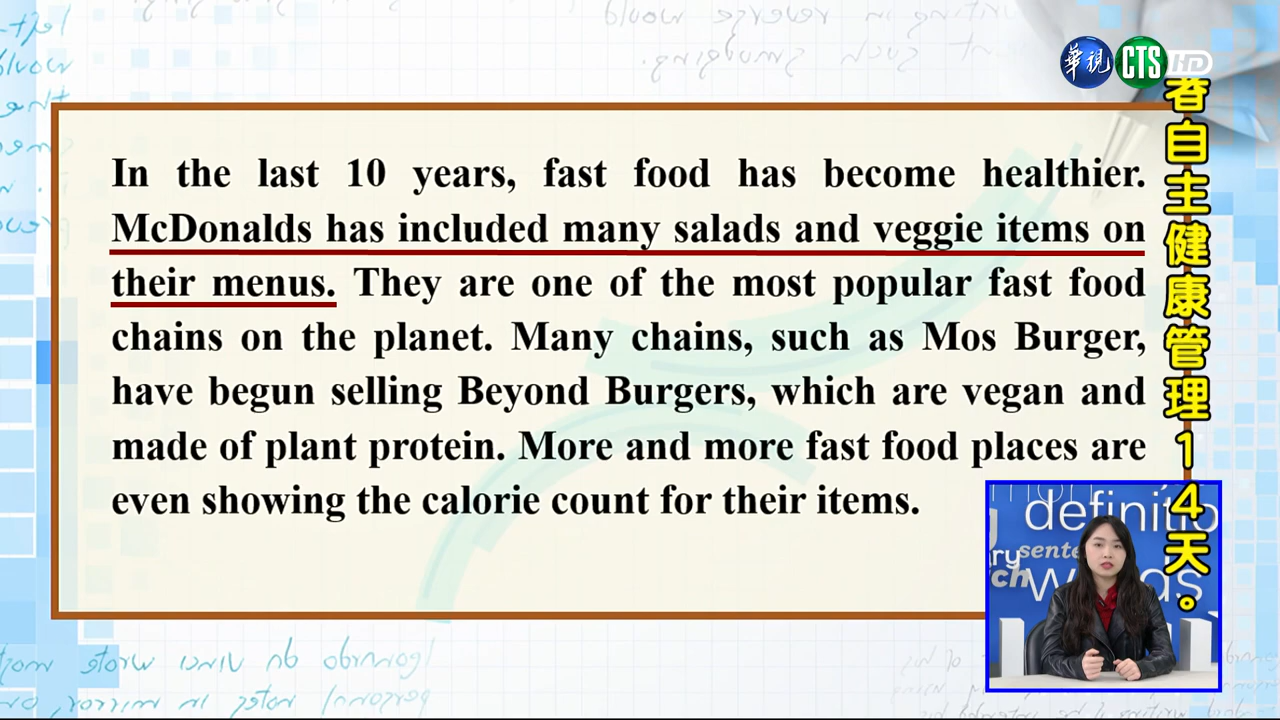 華視 CTS HD
In the last 10 years, fast food has become healthier.
McDonalds has included many salads and veggie items on
their menus. They are one of the most popular fast food
chains on the planet. Many chains, such as Mos Burger,
have begun selling Beyond Burgers, which are vegan and
made of plant protein. More and more fast food places are
even showing the calorie count for their items.
者自主健康管理14天。
definitio
sente